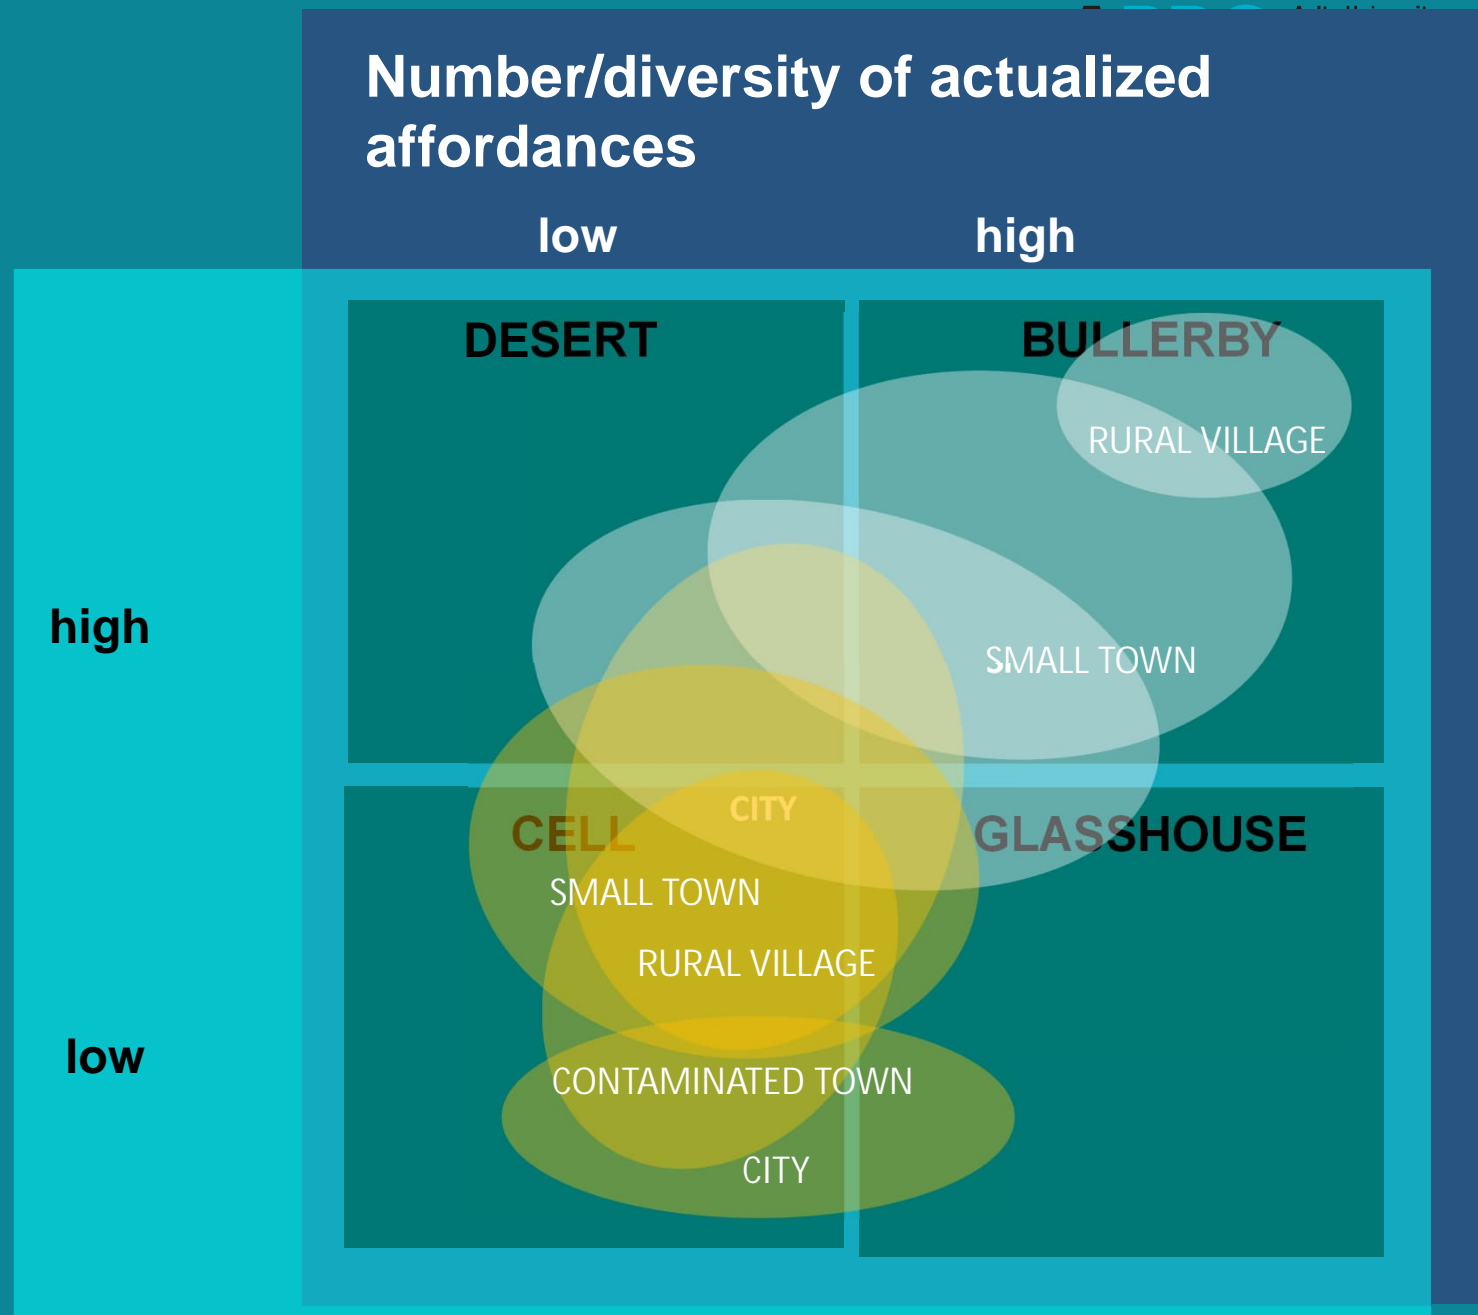 Number/diversity of actualized
affordances
low high
DESERT BULLERBY
RURAL VILLAGE
high
SMALL TOWN
CITY
CELL GLASSHOUSE
SMALL TOWN
RURAL VILLAGE
low
CONTAMINATED TOWN
CITY